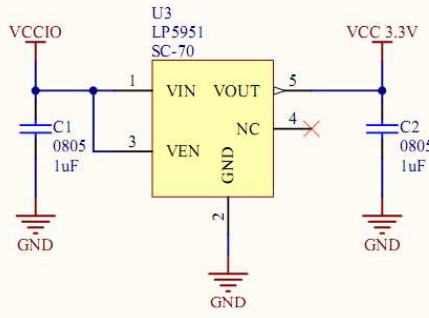 U3
LP5951
SC-70
VCCIO
VCC 3.3V
1
VIN
VOUT
5
C1
0805
1uF
NC
4
3
VEN
GND
2
C2
0805
1uF
GND
GND
GND